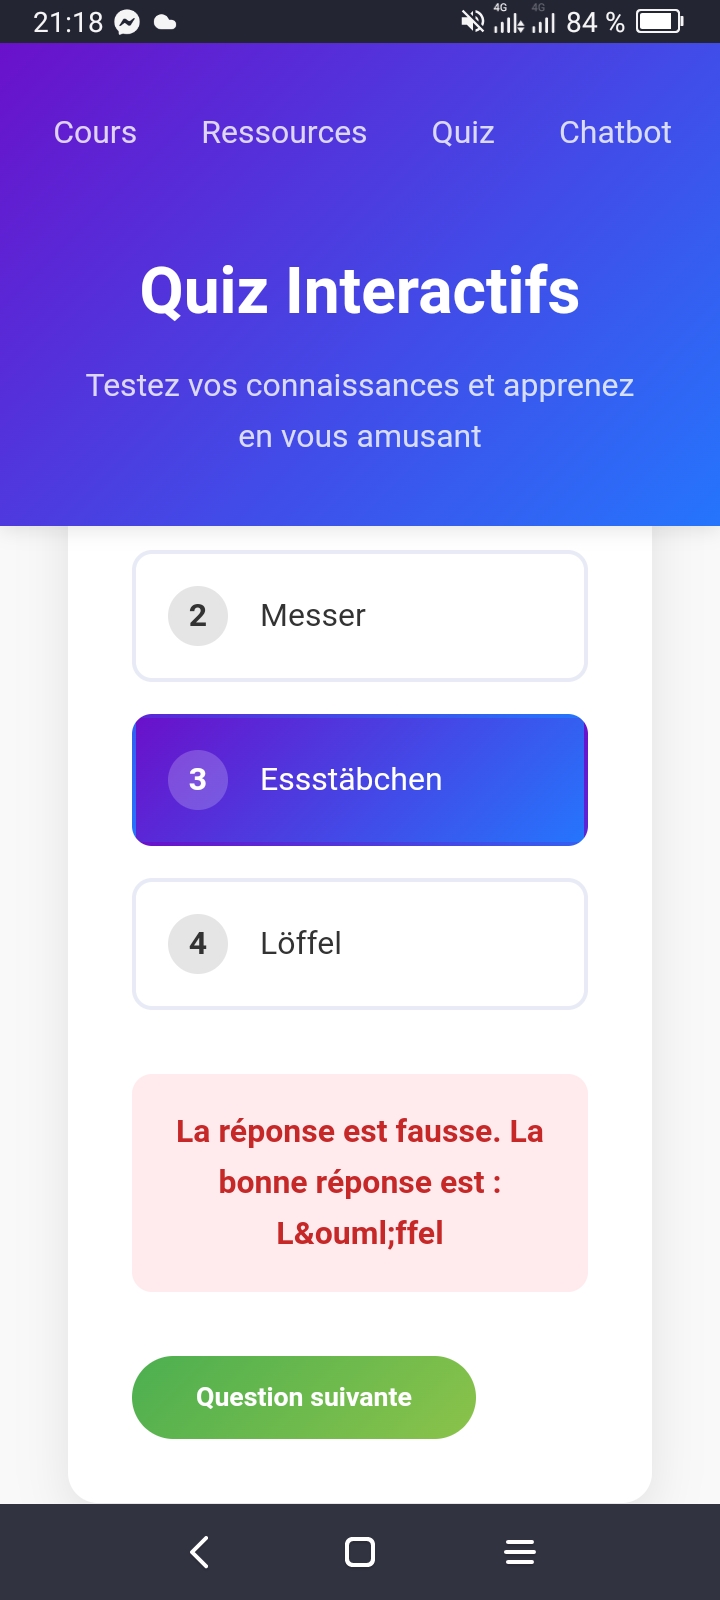 21:18 4G 4G 84 %
Cours Ressources Quiz Chatbot
Quiz Interactifs
Testez vos connaissances et apprenez
en vous amusant
2 Messer
3 Essstäbchen
4 Löffel
La réponse est fausse. La
bonne réponse est :
L&ouml;ffel
Question suivante